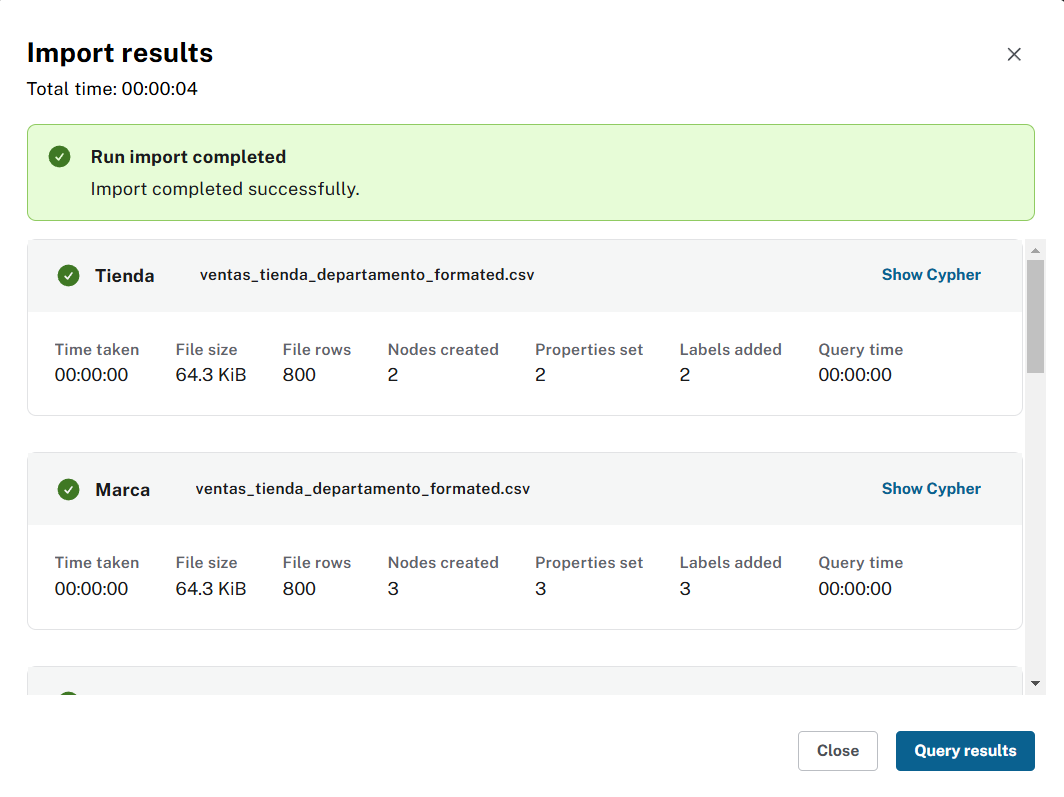 Import results
Total time: 00:00:04
Run import completed
Import completed successfully.
Tienda ventas_tienda_departamento_formated.csv Show Cypher
Time taken File size File rows Nodes created Properties set Labels added Query time
00:00:00 64.3 KiB 800 2 2 2 00:00:00
Marca ventas_tienda_departamento_formated.csv Show Cypher
Time taken File size File rows Nodes created Properties set Labels added Query time
00:00:00 64.3 KiB 800 3 3 3 00:00:00
Close Query results